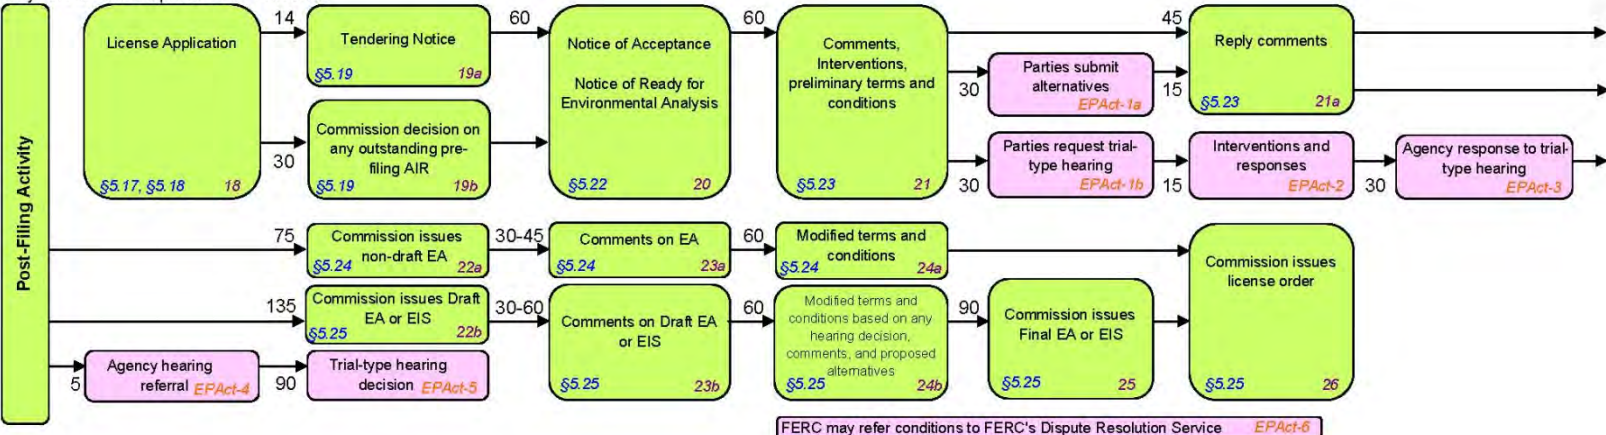 Post-Filing Activity
License Application
§5.17, §5.18 18
14
30
Tendering Notice
§5.19 19a
Commission decision on
any outstanding pre-
filing AIR
§5.19 19b
60
Notice of Acceptance
Notice of Ready for
Environmental Analysis
§5.22 20
60
Comments,
Interventions,
preliminary terms and
conditions
§5.23 21
45
30
Parties submit
alternatives
EPAct-1a
15
Reply comments
§5.23 21a
30
Parties request trial-
type hearing
EPAct-1b
15
Interventions and
responses
EPAct-2
30
Agency response to trial-
type hearing
EPAct-3
75
Commission issues
non-draft EA
§5.24 22a
30-45
Comments on EA
§5.24 23a
60
Modified terms and
conditions
§5.24 24a
135
Commission issues Draft
EA or EIS
§5.25 22b
30-60
Comments on Draft EA
or EIS
§5.25 23b
60
Modified terms and
conditions based on any
hearing decision,
comments, and proposed
alternatives
§5.25 24b
90
Commission issues
Final EA or EIS
§5.25 25
Commission issues
license order
§5.25 26
5
Agency hearing
referral EPAct-4
90
Trial-type hearing
decision EPAct-5
FERC may refer conditions to FERC's Dispute Resolution Service EPAct-6